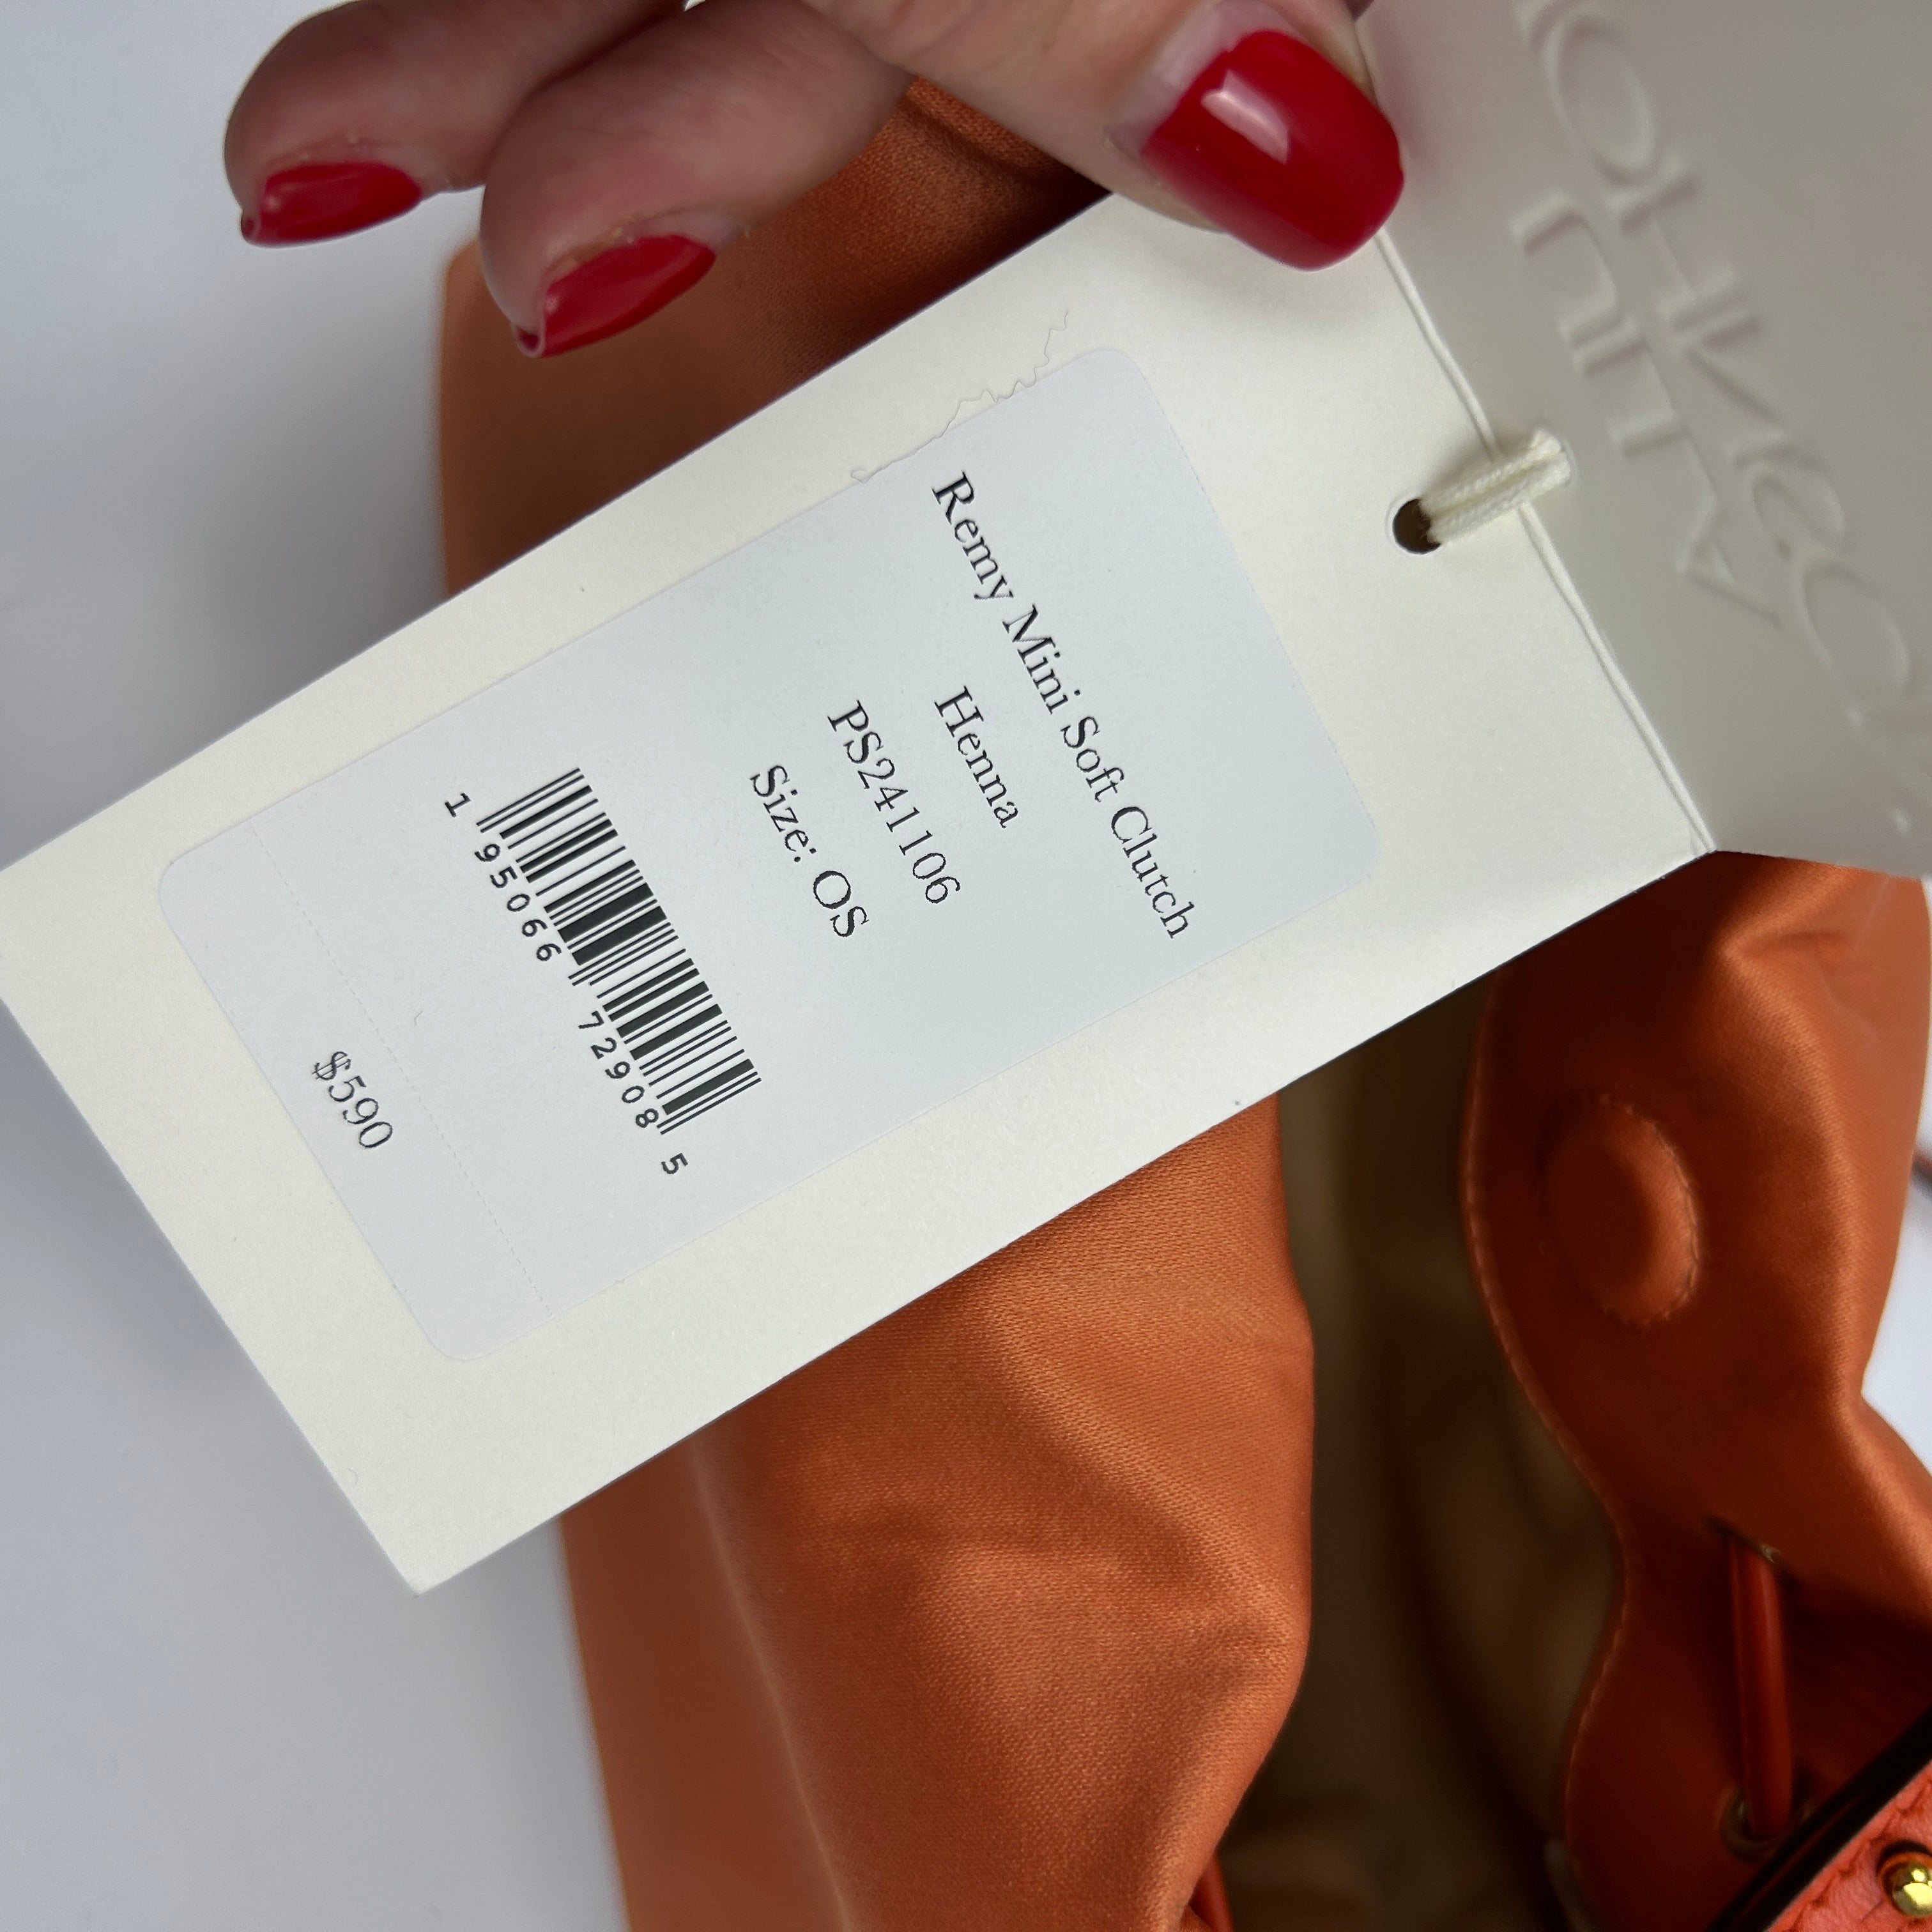 Remy Mini Soft Clutch
Henna
PS241106
Size: OS
1 95066 72908 5
$590